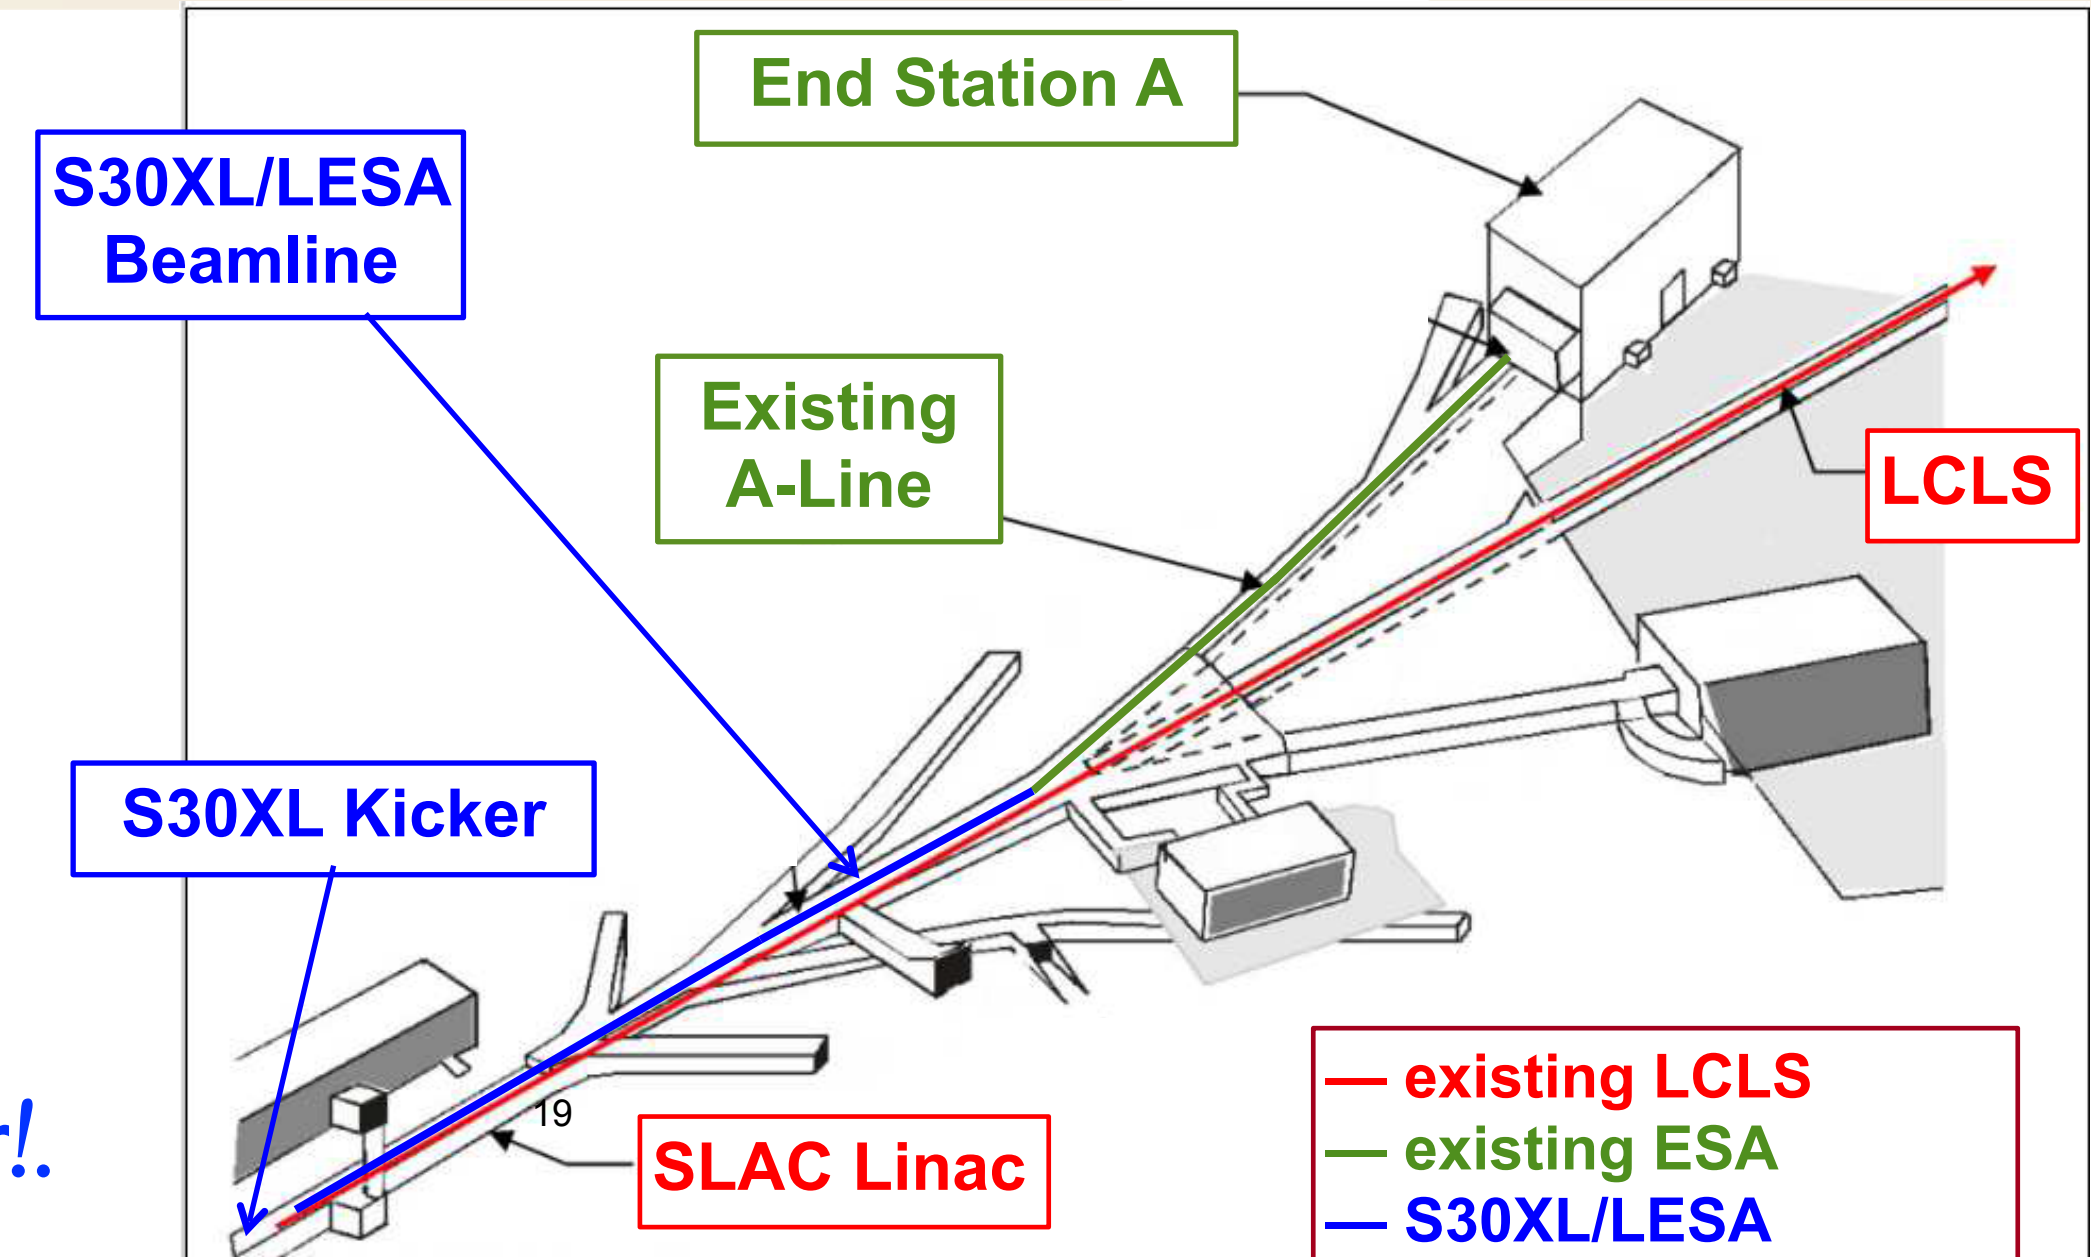 End Station A
S30XL/LESA
Beamline
Existing
A-Line
LCLS
S30XL Kicker
19
SLAC Linac
r!.
existing LCLS
existing ESA
S30XL/LESA